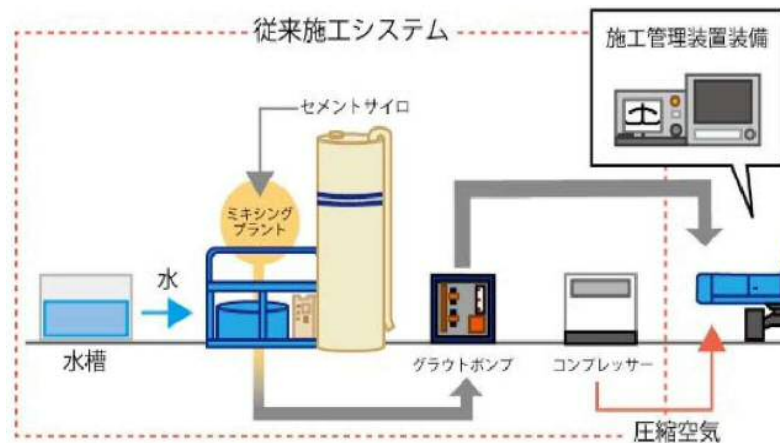 従来施工システム
施工管理装置装備
セメントサイロ
ミキシング
プラント
水
水槽
グラウトポンプ
コンプレッサー
圧縮空気